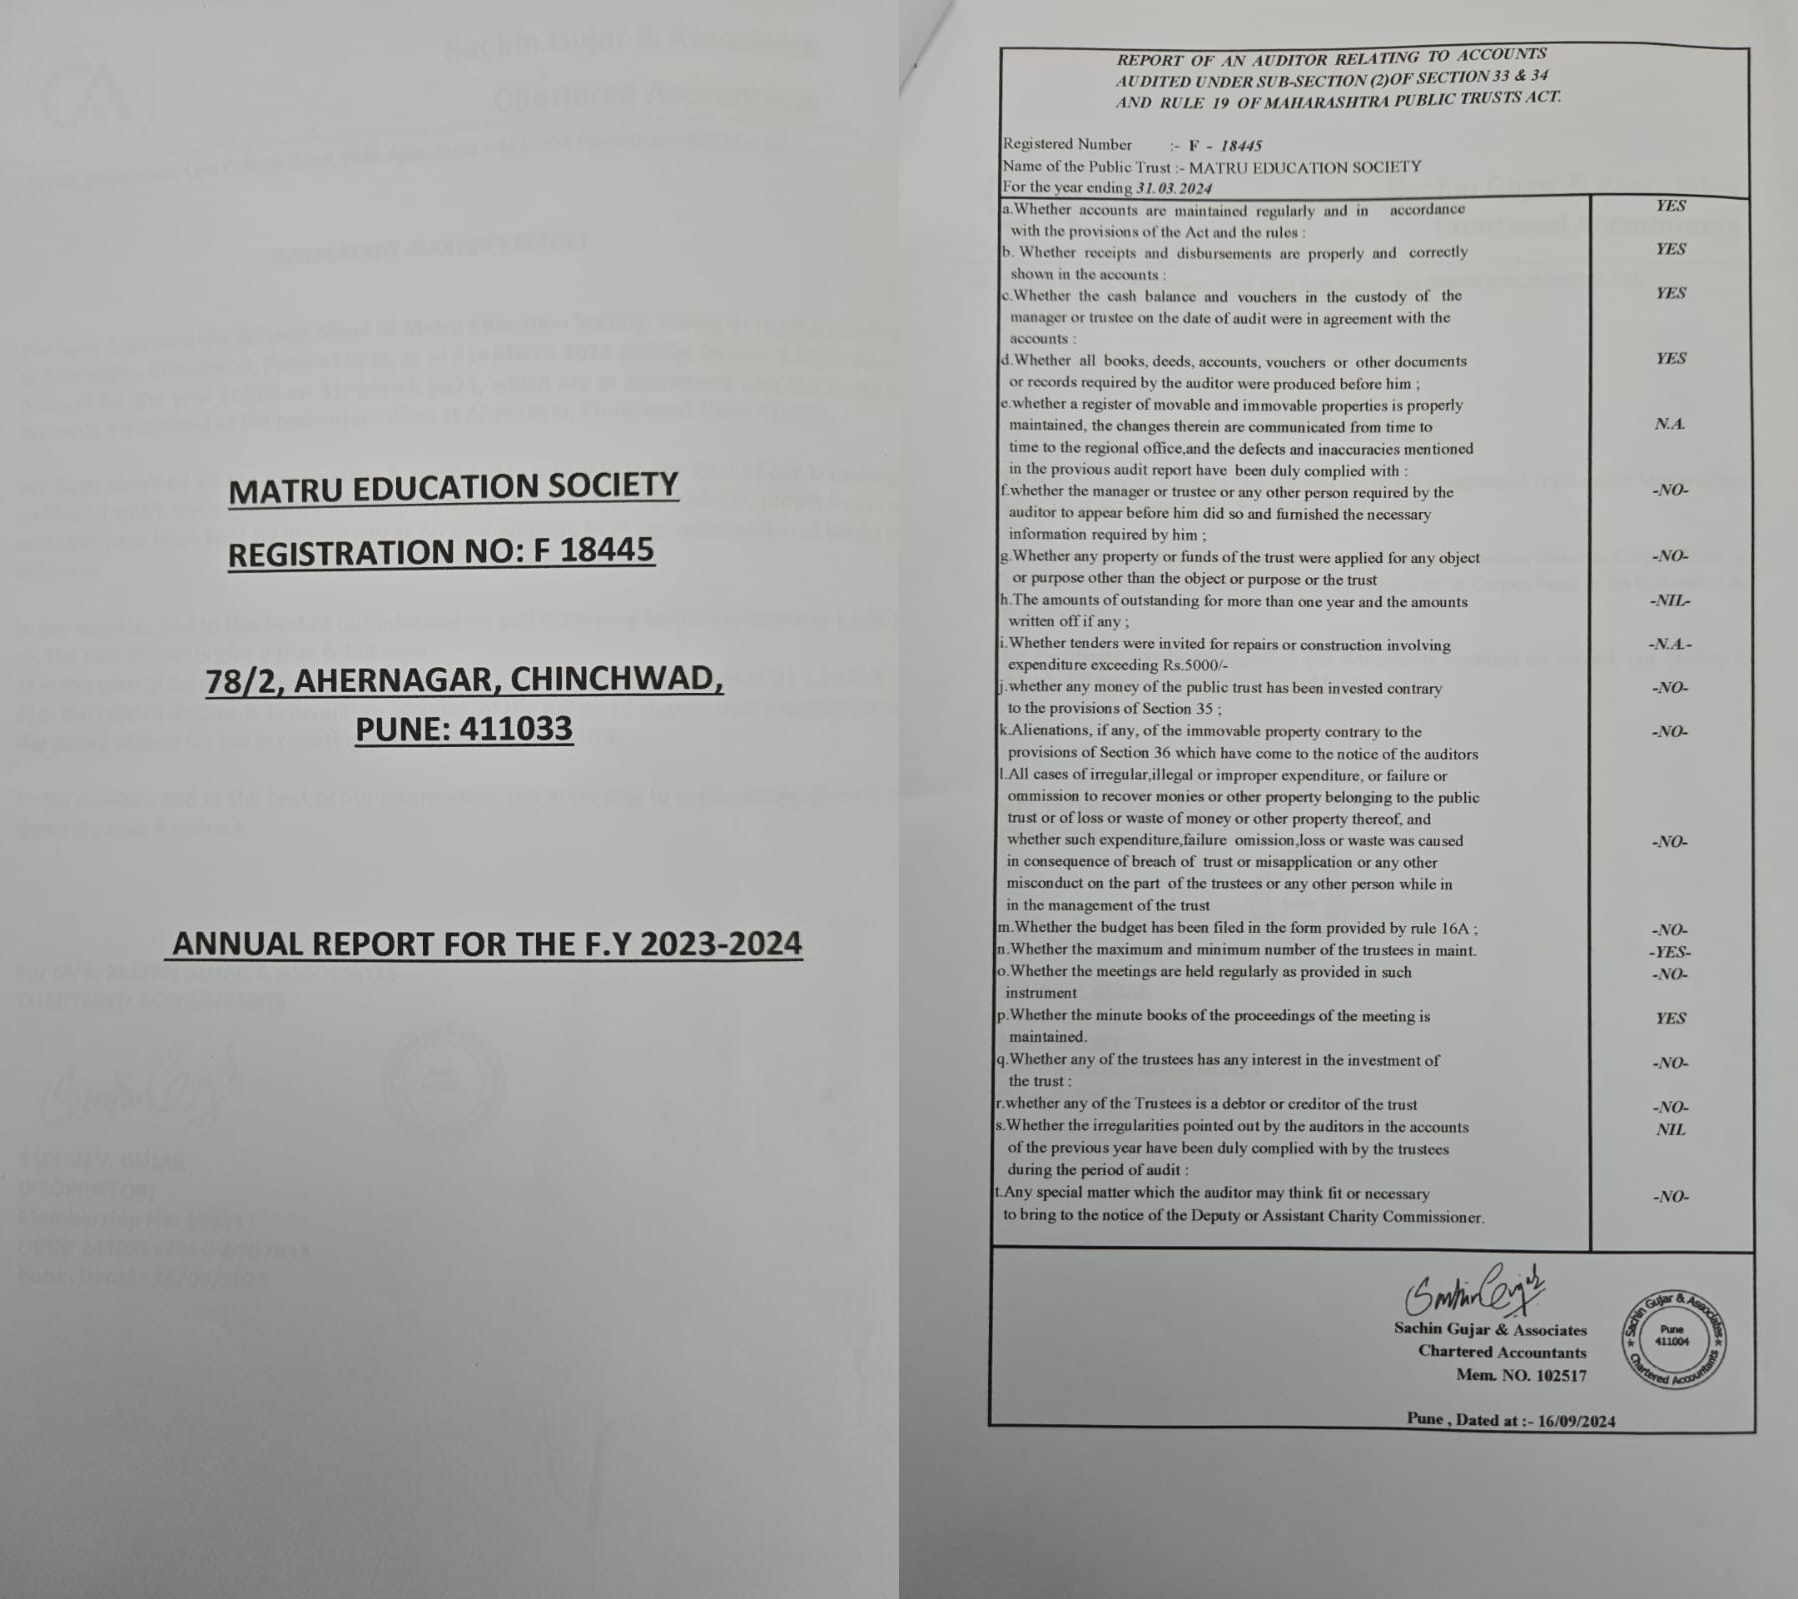 MATRU EDUCATION SOCIETY
REGISTRATION NO: F 18445
78/2, AHERNAGAR, CHINCHWAD,
PUNE: 411033
ANNUAL REPORT FOR THE F.Y 2023-2024
REPORT OF AN AUDITOR RELATING TO ACCOUNTS
AUDITED UNDER SUB-SECTION (2)OF SECTION 33 & 34
AND RULE 19 OF MAHARASHTRA PUBLIC TRUSTS ACT.
Registered Number :- F - 18445
Name of the Public Trust :- MATRU EDUCATION SOCIETY
For the year ending 31.03.2024
a.Whether accounts are maintained regularly and in accordance YES
with the provisions of the Act and the rules :
b. Whether receipts and disbursements are properly and correctly YES
shown in the accounts :
c.Whether the cash balance and vouchers in the custody of the YES
manager or trustee on the date of audit were in agreement with the
accounts :
d.Whether all books, deeds, accounts, vouchers or other documents YES
or records required by the auditor were produced before him ;
e.whether a register of movable and immovable properties is properly
maintained, the changes therein are communicated from time to N.A.
time to the regional office,and the defects and inaccuracies mentioned
in the provious audit report have been duly complied with :
f.whether the manager or trustee or any other person required by the -NO-
auditor to appear before him did so and furnished the necessary
information required by him ;
g.Whether any property or funds of the trust were applied for any object -NO-
or purpose other than the object or purpose or the trust
h.The amounts of outstanding for more than one year and the amounts -NIL-
written off if any ;
i.Whether tenders were invited for repairs or construction involving -N.A.-
expenditure exceeding Rs.5000/-
j.whether any money of the public trust has been invested contrary -NO-
to the provisions of Section 35 ;
k.Alienations, if any, of the immovable property contrary to the -NO-
provisions of Section 36 which have come to the notice of the auditors
l.All cases of irregular,illegal or improper expenditure, or failure or
ommission to recover monies or other property belonging to the public
trust or of loss or waste of money or other property thereof, and
whether such expenditure,failure omission,loss or waste was caused -NO-
in consequence of breach of trust or misapplication or any other
misconduct on the part of the trustees or any other person while in
in the management of the trust
m.Whether the budget has been filed in the form provided by rule 16A ; -NO-
n.Whether the maximum and minimum number of the trustees in maint. -YES-
o.Whether the meetings are held regularly as provided in such -NO-
instrument
p.Whether the minute books of the proceedings of the meeting is YES
maintained.
q.Whether any of the trustees has any interest in the investment of -NO-
the trust :
r.whether any of the Trustees is a debtor or creditor of the trust -NO-
s.Whether the irregularities pointed out by the auditors in the accounts NIL
of the previous year have been duly complied with by the trustees
during the period of audit :
t.Any special matter which the auditor may think fit or necessary -NO-
to bring to the notice of the Deputy or Assistant Charity Commissioner.
Sachin Gujar & Associates
Chartered Accountants
Mem. NO. 102517
Sachin Gujar & Associates
Pune
411004
Chartered Accountants
Pune , Dated at :- 16/09/2024